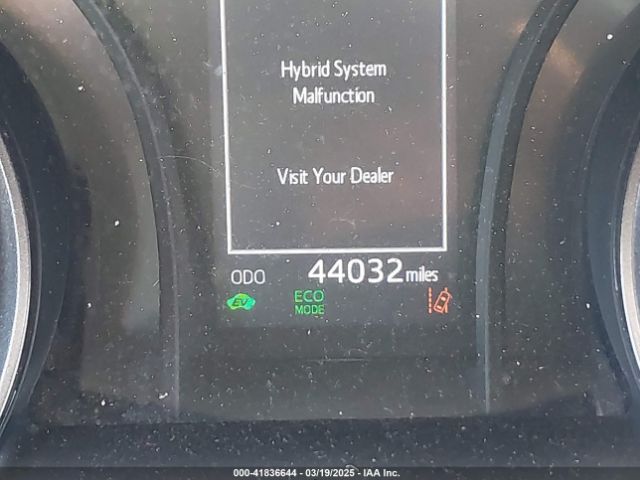 Hybrid System
Malfunction
Visit Your Dealer
ODO 44032 miles
EV ECO
MODE
000-41836644 — 03/19/2025 — IAA Inc.